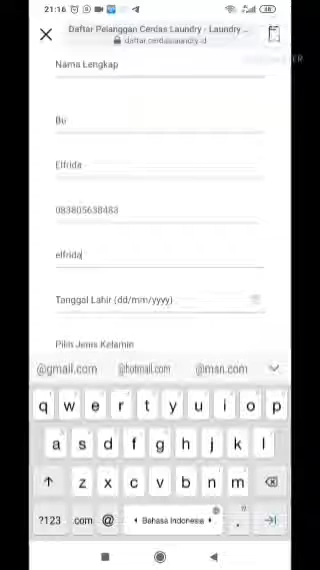 21:16
48
Daftar Pelanggan Cerdas Laundry - Laundry ...
daftar.cerdaslaundry.id
Nama Lengkap
Bu
Elfrida
083805638483
elfrida
Tanggal Lahir (dd/mm/yyyy)
Pilih Jenis Kelamin
@gmail.com @hotmail.com @msn.com
q w e r t y u i o p
a s d f g h j k l
z x c v b n m
?123 .com @ Bahasa Indonesia .